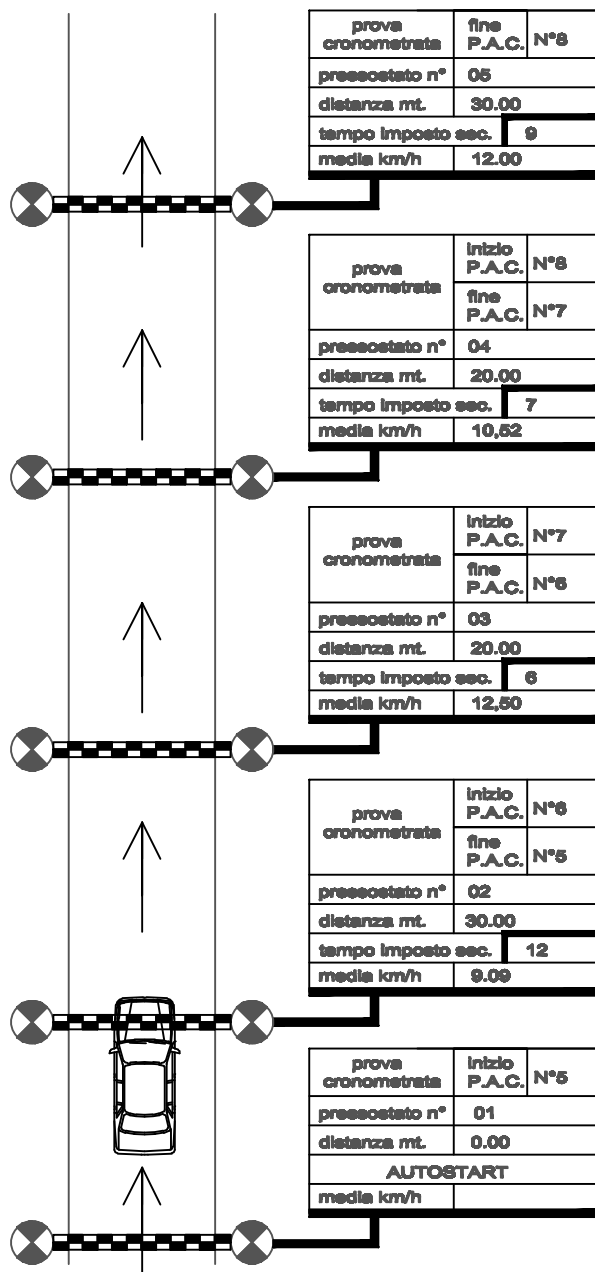 prova cronometrata fine P.A.C. N°8
pressostato n° 05
distanza mt. 30.00
tempo imposto sec. 9
media km/h 12.00
prova cronometrata inizio P.A.C. N°8
fine P.A.C. N°7
pressostato n° 04
distanza mt. 20.00
tempo imposto sec. 7
media km/h 10,52
prova cronometrata inizio P.A.C. N°7
fine P.A.C. N°6
pressostato n° 03
distanza mt. 20.00
tempo imposto sec. 6
media km/h 12,50
prova cronometrata inizio P.A.C. N°6
fine P.A.C. N°5
pressostato n° 02
distanza mt. 30.00
tempo imposto sec. 12
media km/h 9.09
prova cronometrata inizio P.A.C. N°5
pressostato n° 01
distanza mt. 0.00
AUTOSTART
media km/h